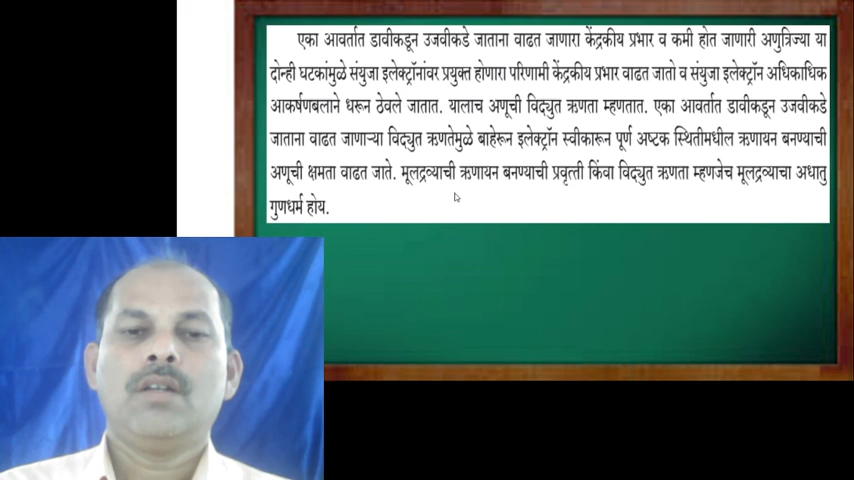 एका आवर्तात डावीकडून उजवीकडे जाताना वाढत जाणारा केंद्रकीय प्रभार व कमी होत जाणारी अणुत्रिज्या या
दोन्ही घटकांमुळे संयुजा इलेक्ट्रॉनांवर प्रयुक्त होणारा परिणामी केंद्रकीय प्रभार वाढत जातो व संयुजा इलेक्ट्रॉन अधिकाधिक
आकर्षणबलाने धरून ठेवले जातात. यालाच अणूची विद्युत ऋणता म्हणतात. एका आवर्तात डावीकडून उजवीकडे
जाताना वाढत जाणाऱ्या विद्युत ऋणतेमुळे बाहेरून इलेक्ट्रॉन स्वीकारून पूर्ण अष्टक स्थितीमधील ऋणायन बनण्याची
अणूची क्षमता वाढत जाते. मूलद्रव्याची ऋणायन बनण्याची प्रवृत्ती किंवा विद्युत ऋणता म्हणजेच मूलद्रव्याचा अधातु
गुणधर्म होय.